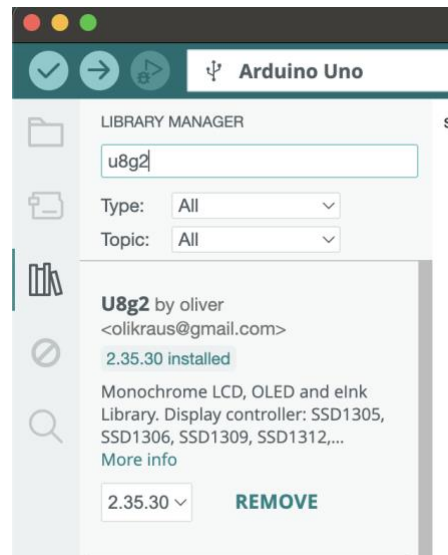 Arduino Uno
LIBRARY MANAGER
u8g2
Type: All
Topic: All
U8g2 by oliver
<olikraus@gmail.com>
2.35.30 installed
Monochrome LCD, OLED and eInk
Library. Display controller: SSD1305,
SSD1306, SSD1309, SSD1312,...
More info
2.35.30 REMOVE